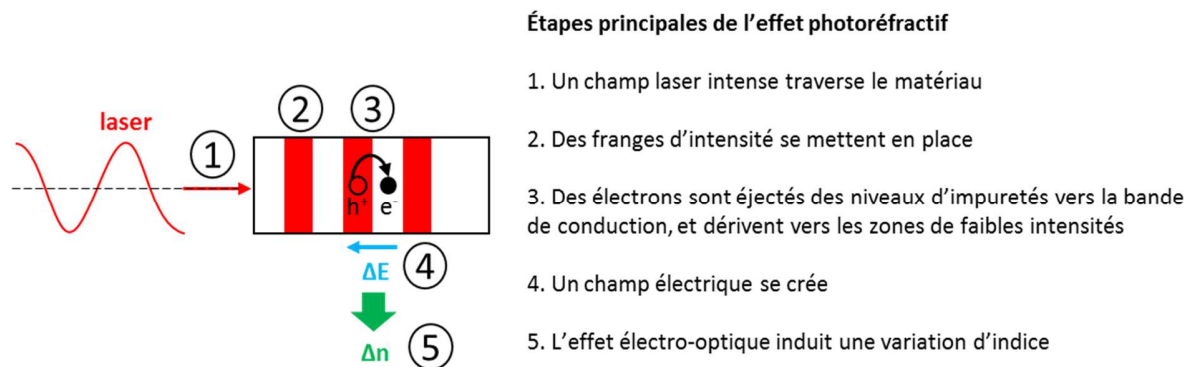 Étapes principales de l’effet photoréfractif
laser
1
2
3
h⁺ e⁻
ΔE
4
Δn
5
1. Un champ laser intense traverse le matériau
2. Des franges d’intensité se mettent en place
3. Des électrons sont éjectés des niveaux d’impuretés vers la bande
de conduction, et dérivent vers les zones de faibles intensités
4. Un champ électrique se crée
5. L’effet électro-optique induit une variation d’indice